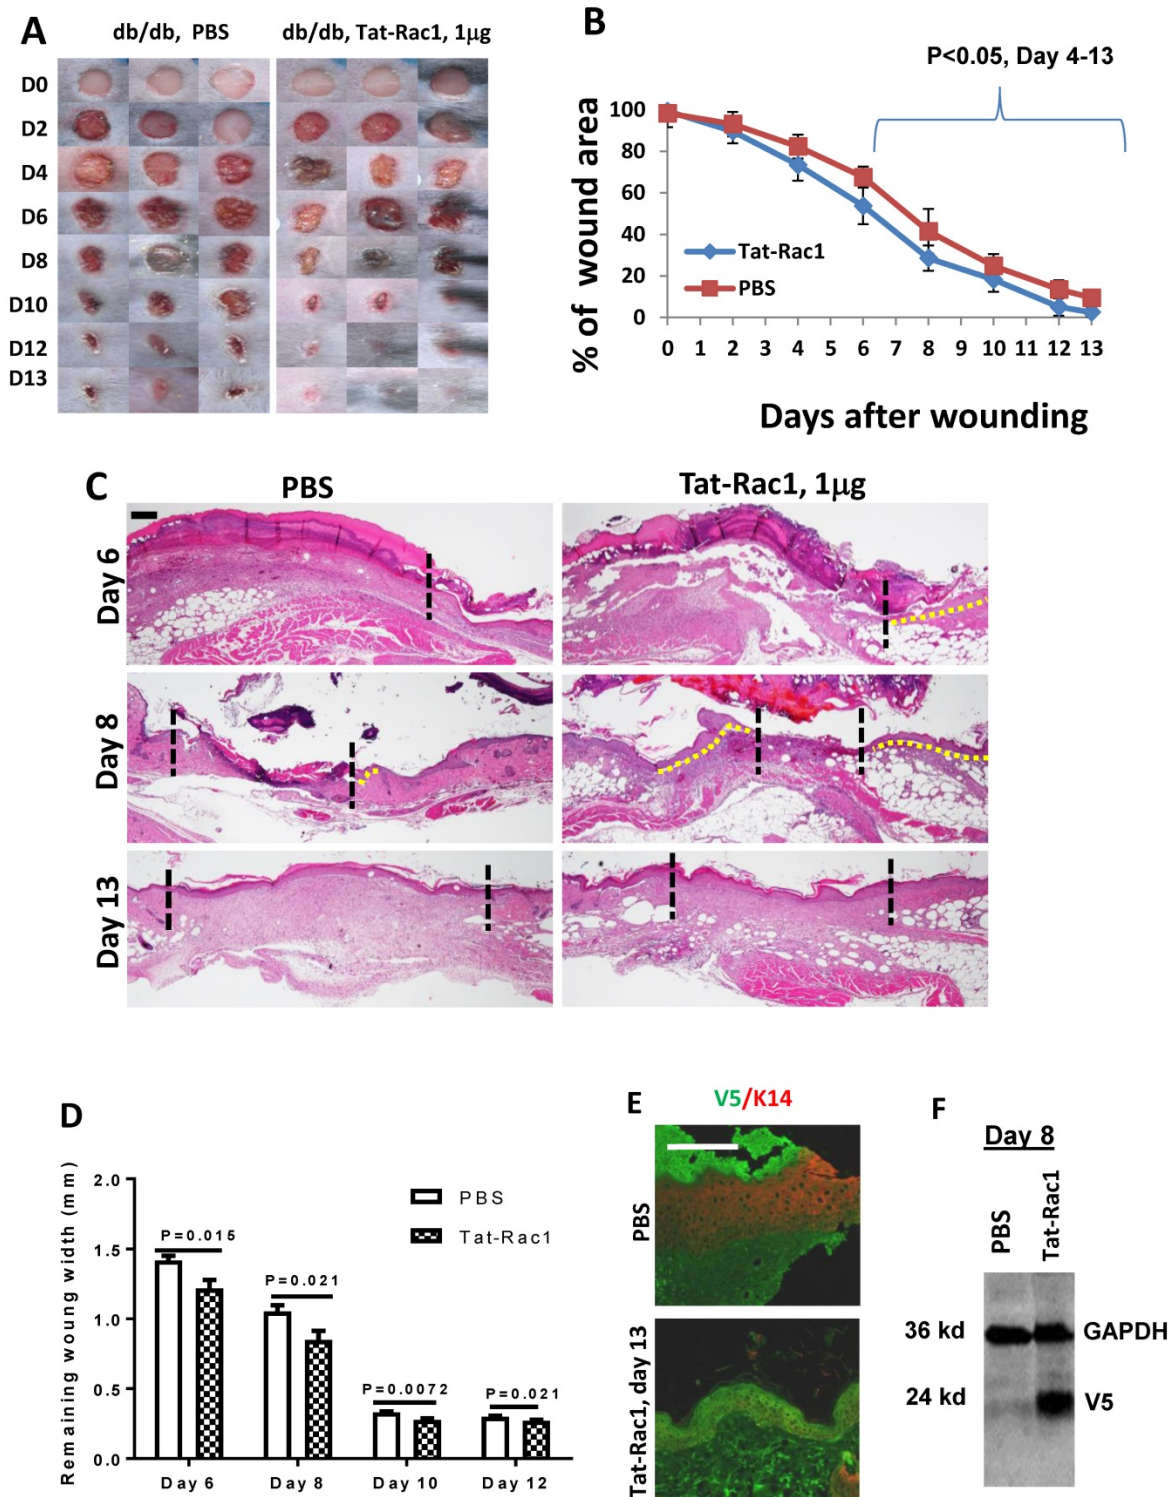 A
db/db, PBS
db/db, Tat-Rac1, 1µg
D0
D2
D4
D6
D8
D10
D12
D13
B
P<0.05, Day 4-13
% of wound area
100
80
60
40
20
0
Tat-Rac1
PBS
0 1 2 4 6 7 8 9 10 11 12 13
Days after wounding
C
PBS
Tat-Rac1, 1µg
Day 6
Day 8
Day 13
D
Remaining woung width (mm)
2.0
1.5
1.0
0.5
0.0
PBS
Tat-Rac1
P=0.015
P=0.021
P=0.0072
P=0.021
Day 6 Day 8 Day 10 Day 12
E
V5/K14
PBS
Tat-Rac1, day 13
F
Day 8
PBS
Tat-Rac1
36 kd
GAPDH
24 kd
V5